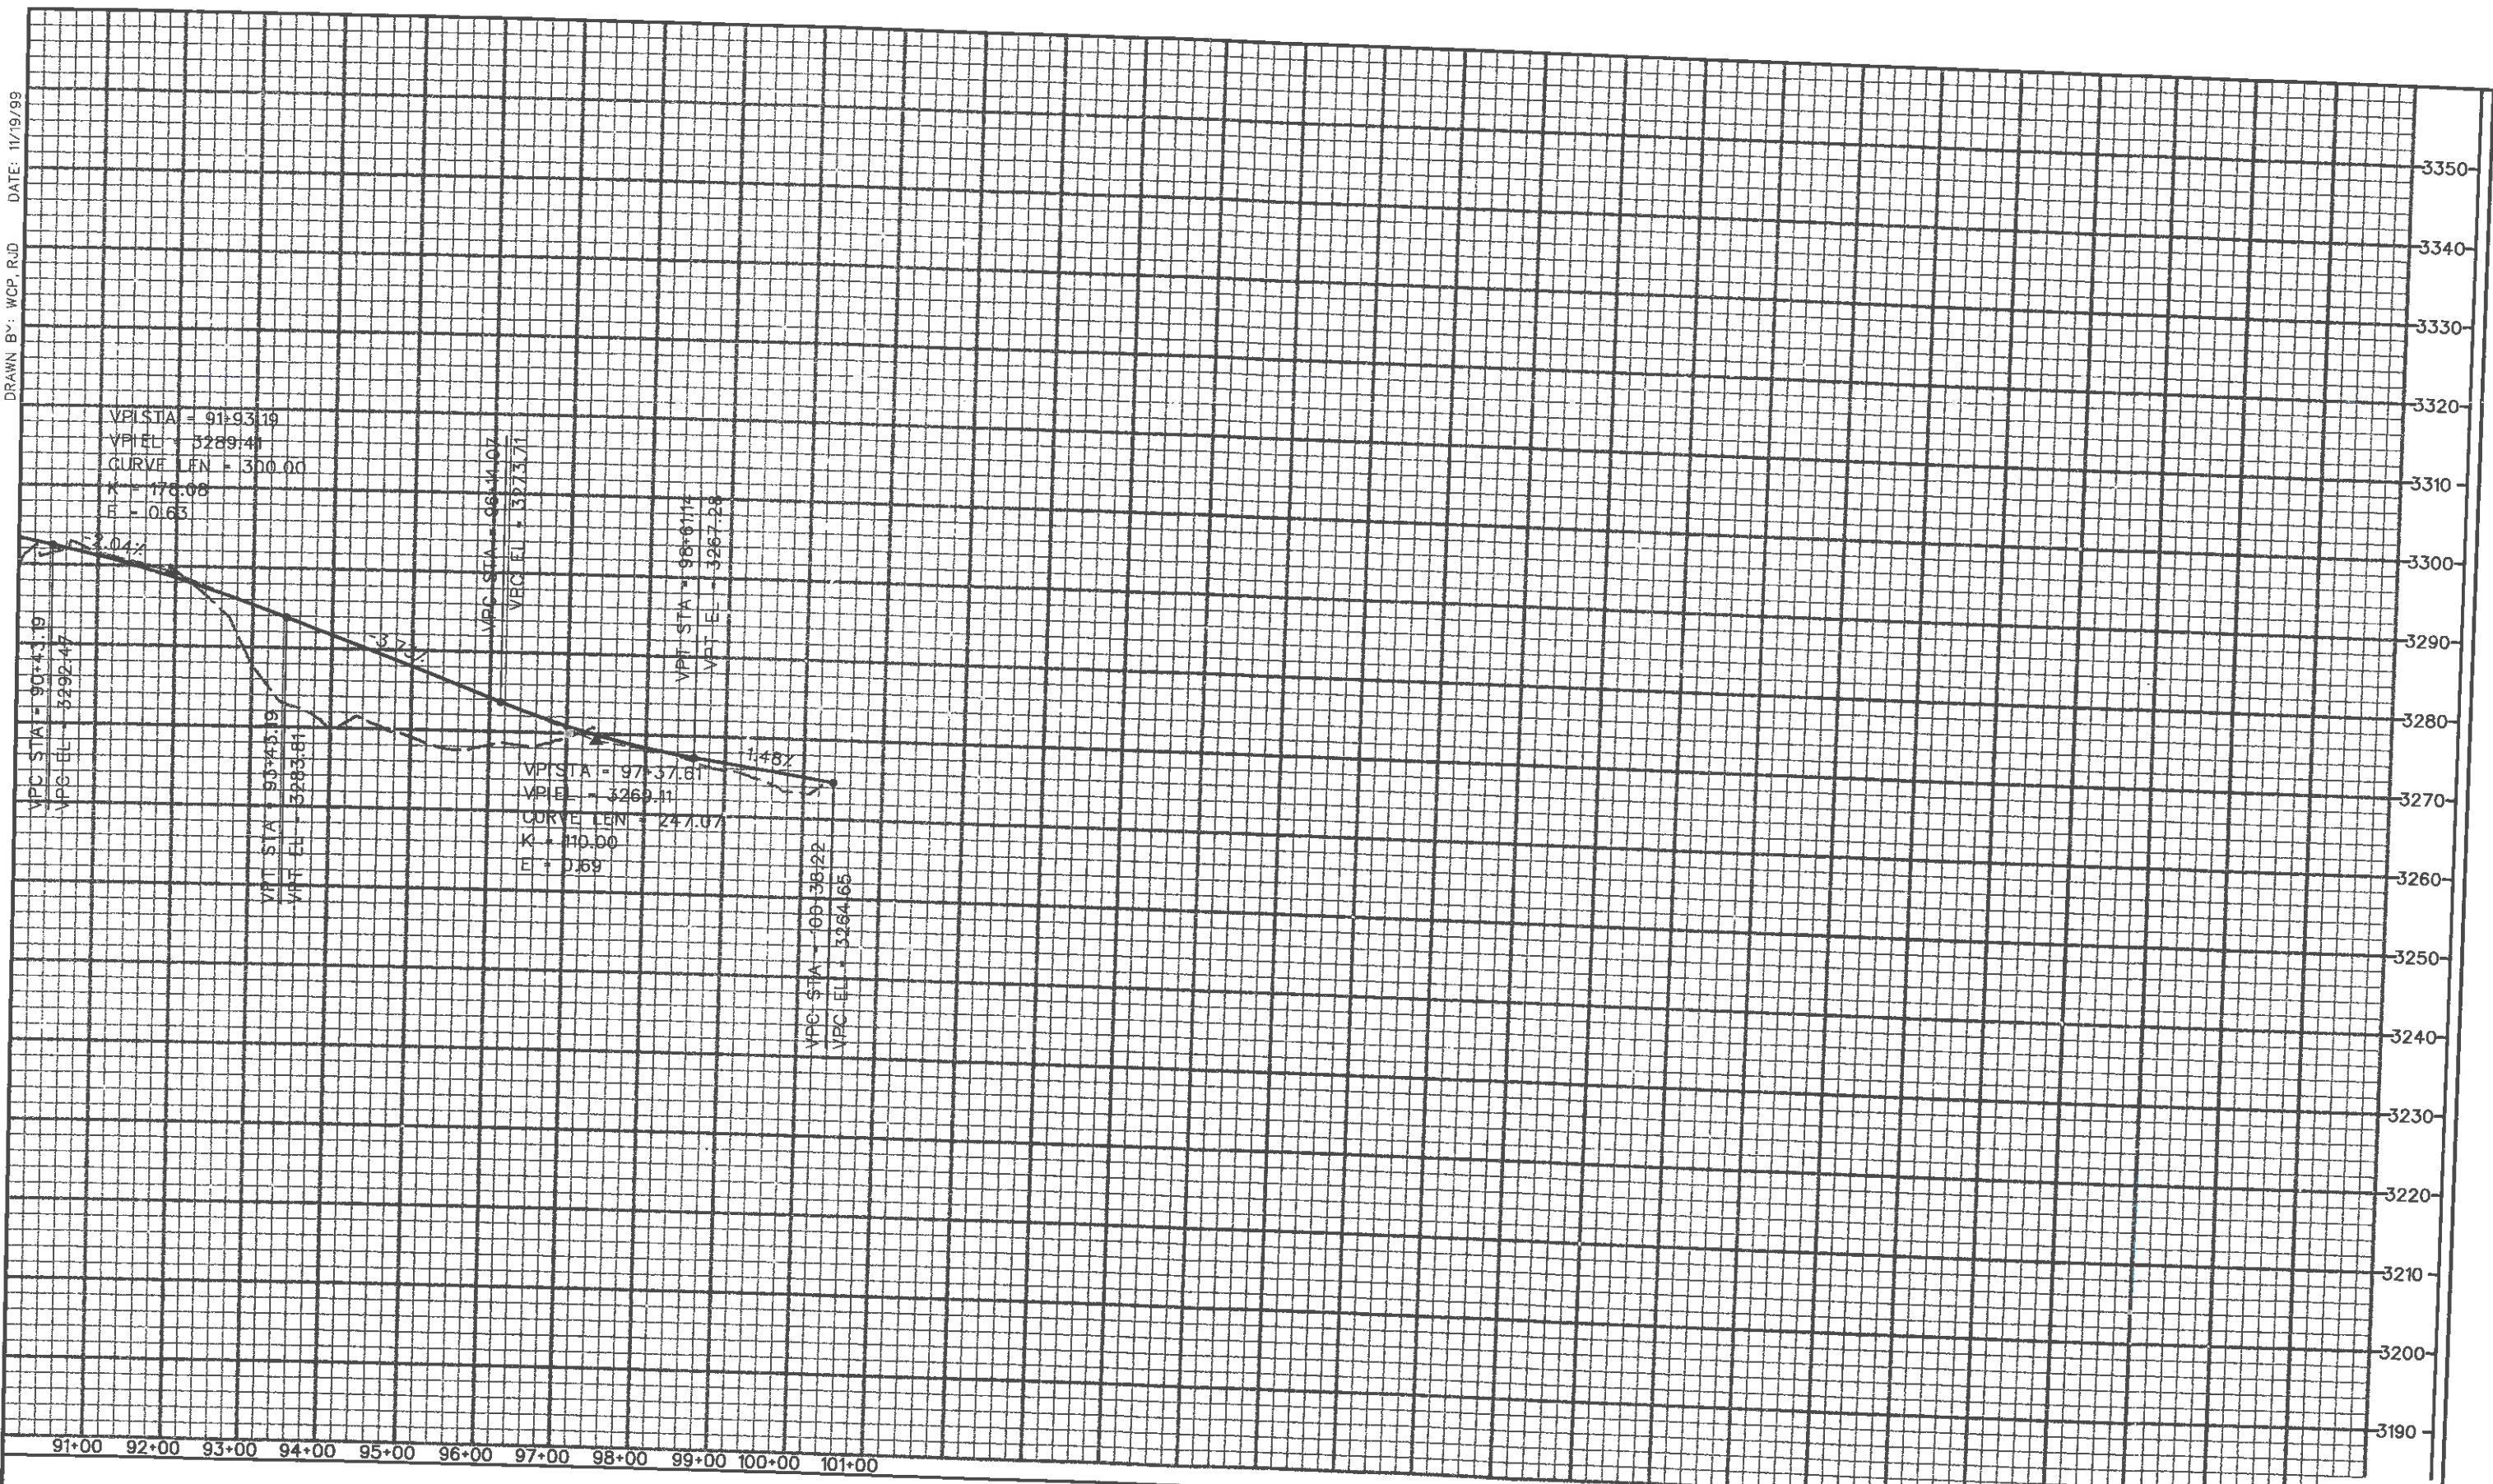 DRAWN BY: WCP, RJD DATE: 11/19/99
VPI STA = 91+93.19
VPI EL = 3289.41
CURVE LEN = 300.00
K = 178.08
E = 0.63
-2.04%
VPC STA = 90+43.19
VPC EL = 3292.47
VPT STA = 93+43.19
VPT EL = 3283.81
VPC STA = 96+14.07
VPC EL = 3273.71
VPT STA = 98+61.14
VPT EL = 3267.28
-1.48%
VPI STA = 97+37.61
VPI EL = 3269.11
CURVE LEN = 247.07
K = 110.00
E = 0.69
VPC STA = 100+38.22
VPC EL = 3264.65
3350
3340
3330
3320
3310
3300
3290
3280
3270
3260
3250
3240
3230
3220
3210
3200
3190
91+00 92+00 93+00 94+00 95+00 96+00 97+00 98+00 99+00 100+00 101+00